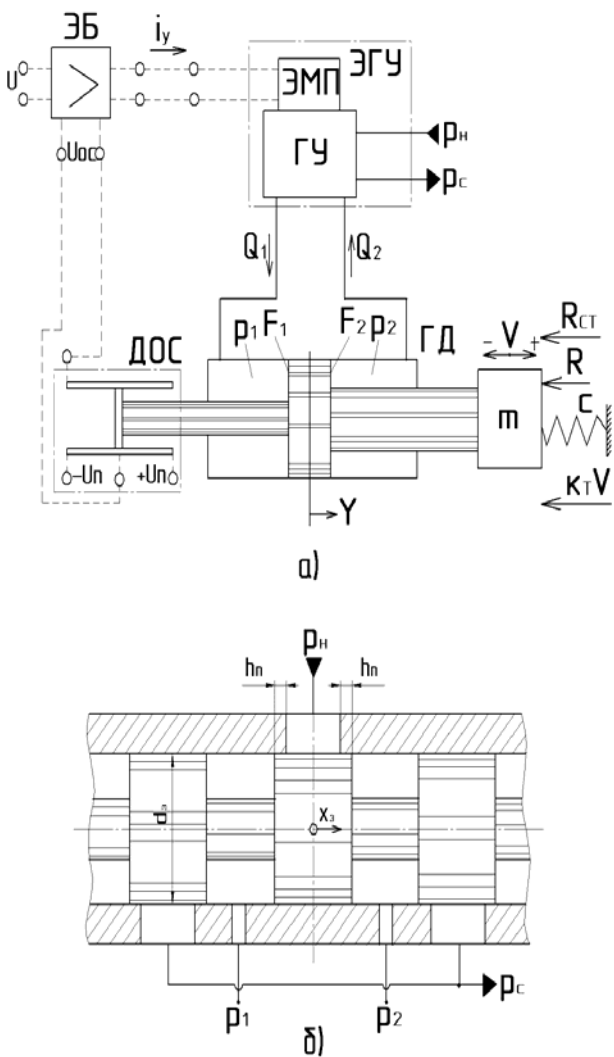 ЭБ
iу
ЭГУ
U
ЭМП
ГУ
pн
pс
Uос
Q1
Q2
p1
F1
F2
p2
ГД
ДОС
-V+
Rст
R
c
m
-Uп
+Uп
кТV
Y
а)
pн
hп
hп
dз
xз
pс
p1
p2
б)